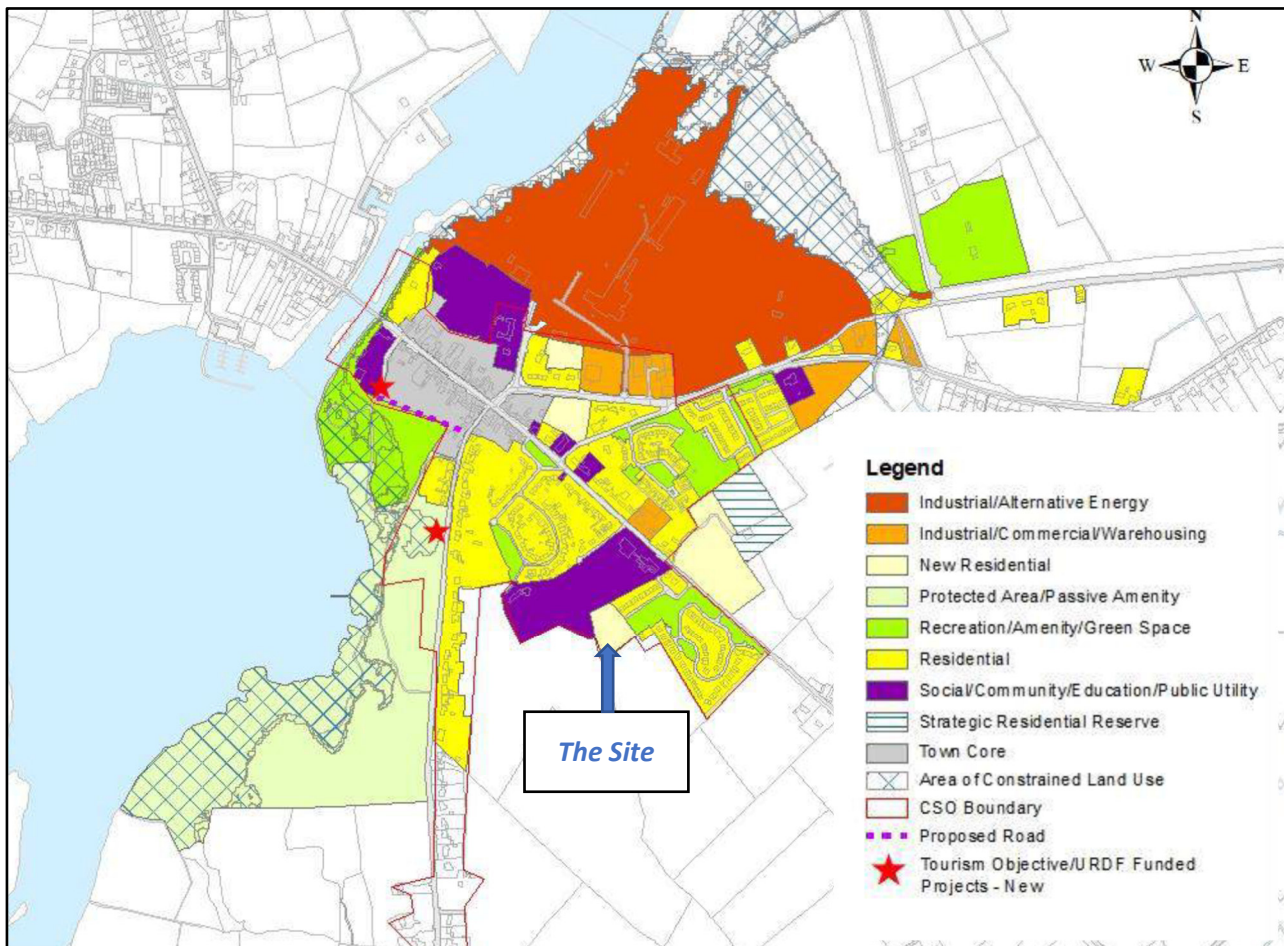 N
W E
S
Legend
Industrial/Alternative Energy
Industrial/Commercial/Warehousing
New Residential
Protected Area/Passive Amenity
Recreation/Amenity/Green Space
Residential
Social/Community/Education/Public Utility
Strategic Residential Reserve
Town Core
Area of Constrained Land Use
CSO Boundary
Proposed Road
Tourism Objective/URDF Funded
Projects - New
The Site